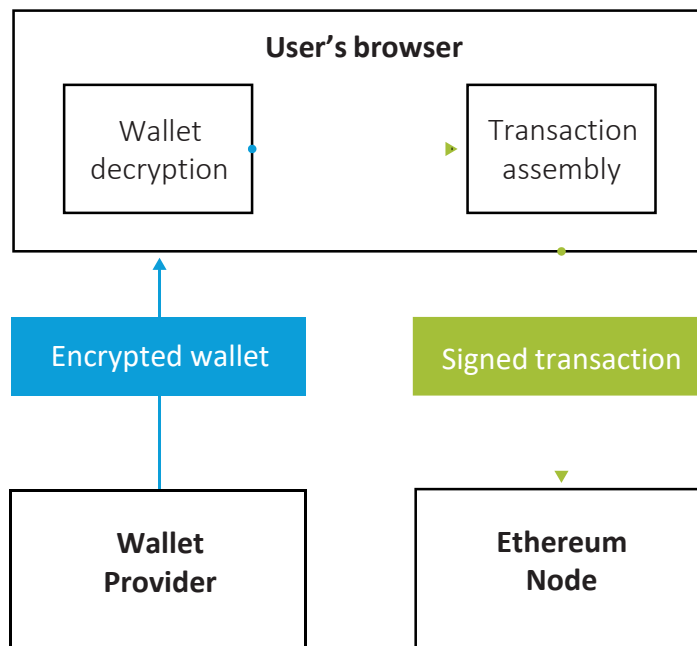 User’s browser
Wallet
decryption
Transaction
assembly
Encrypted wallet
Signed transaction
Wallet
Provider
Ethereum
Node